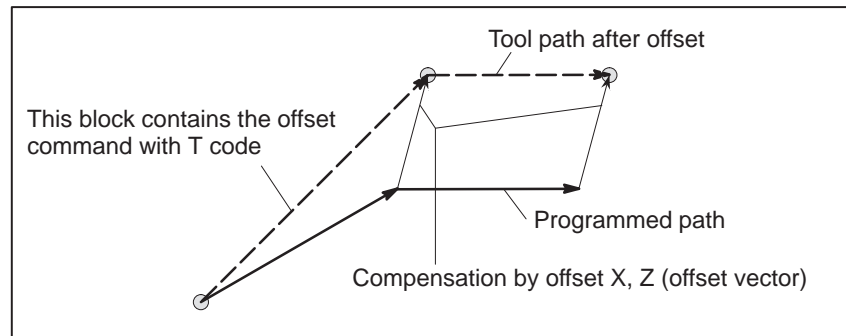 Tool path after offset
This block contains the offset
command with T code
Programmed path
Compensation by offset X, Z (offset vector)